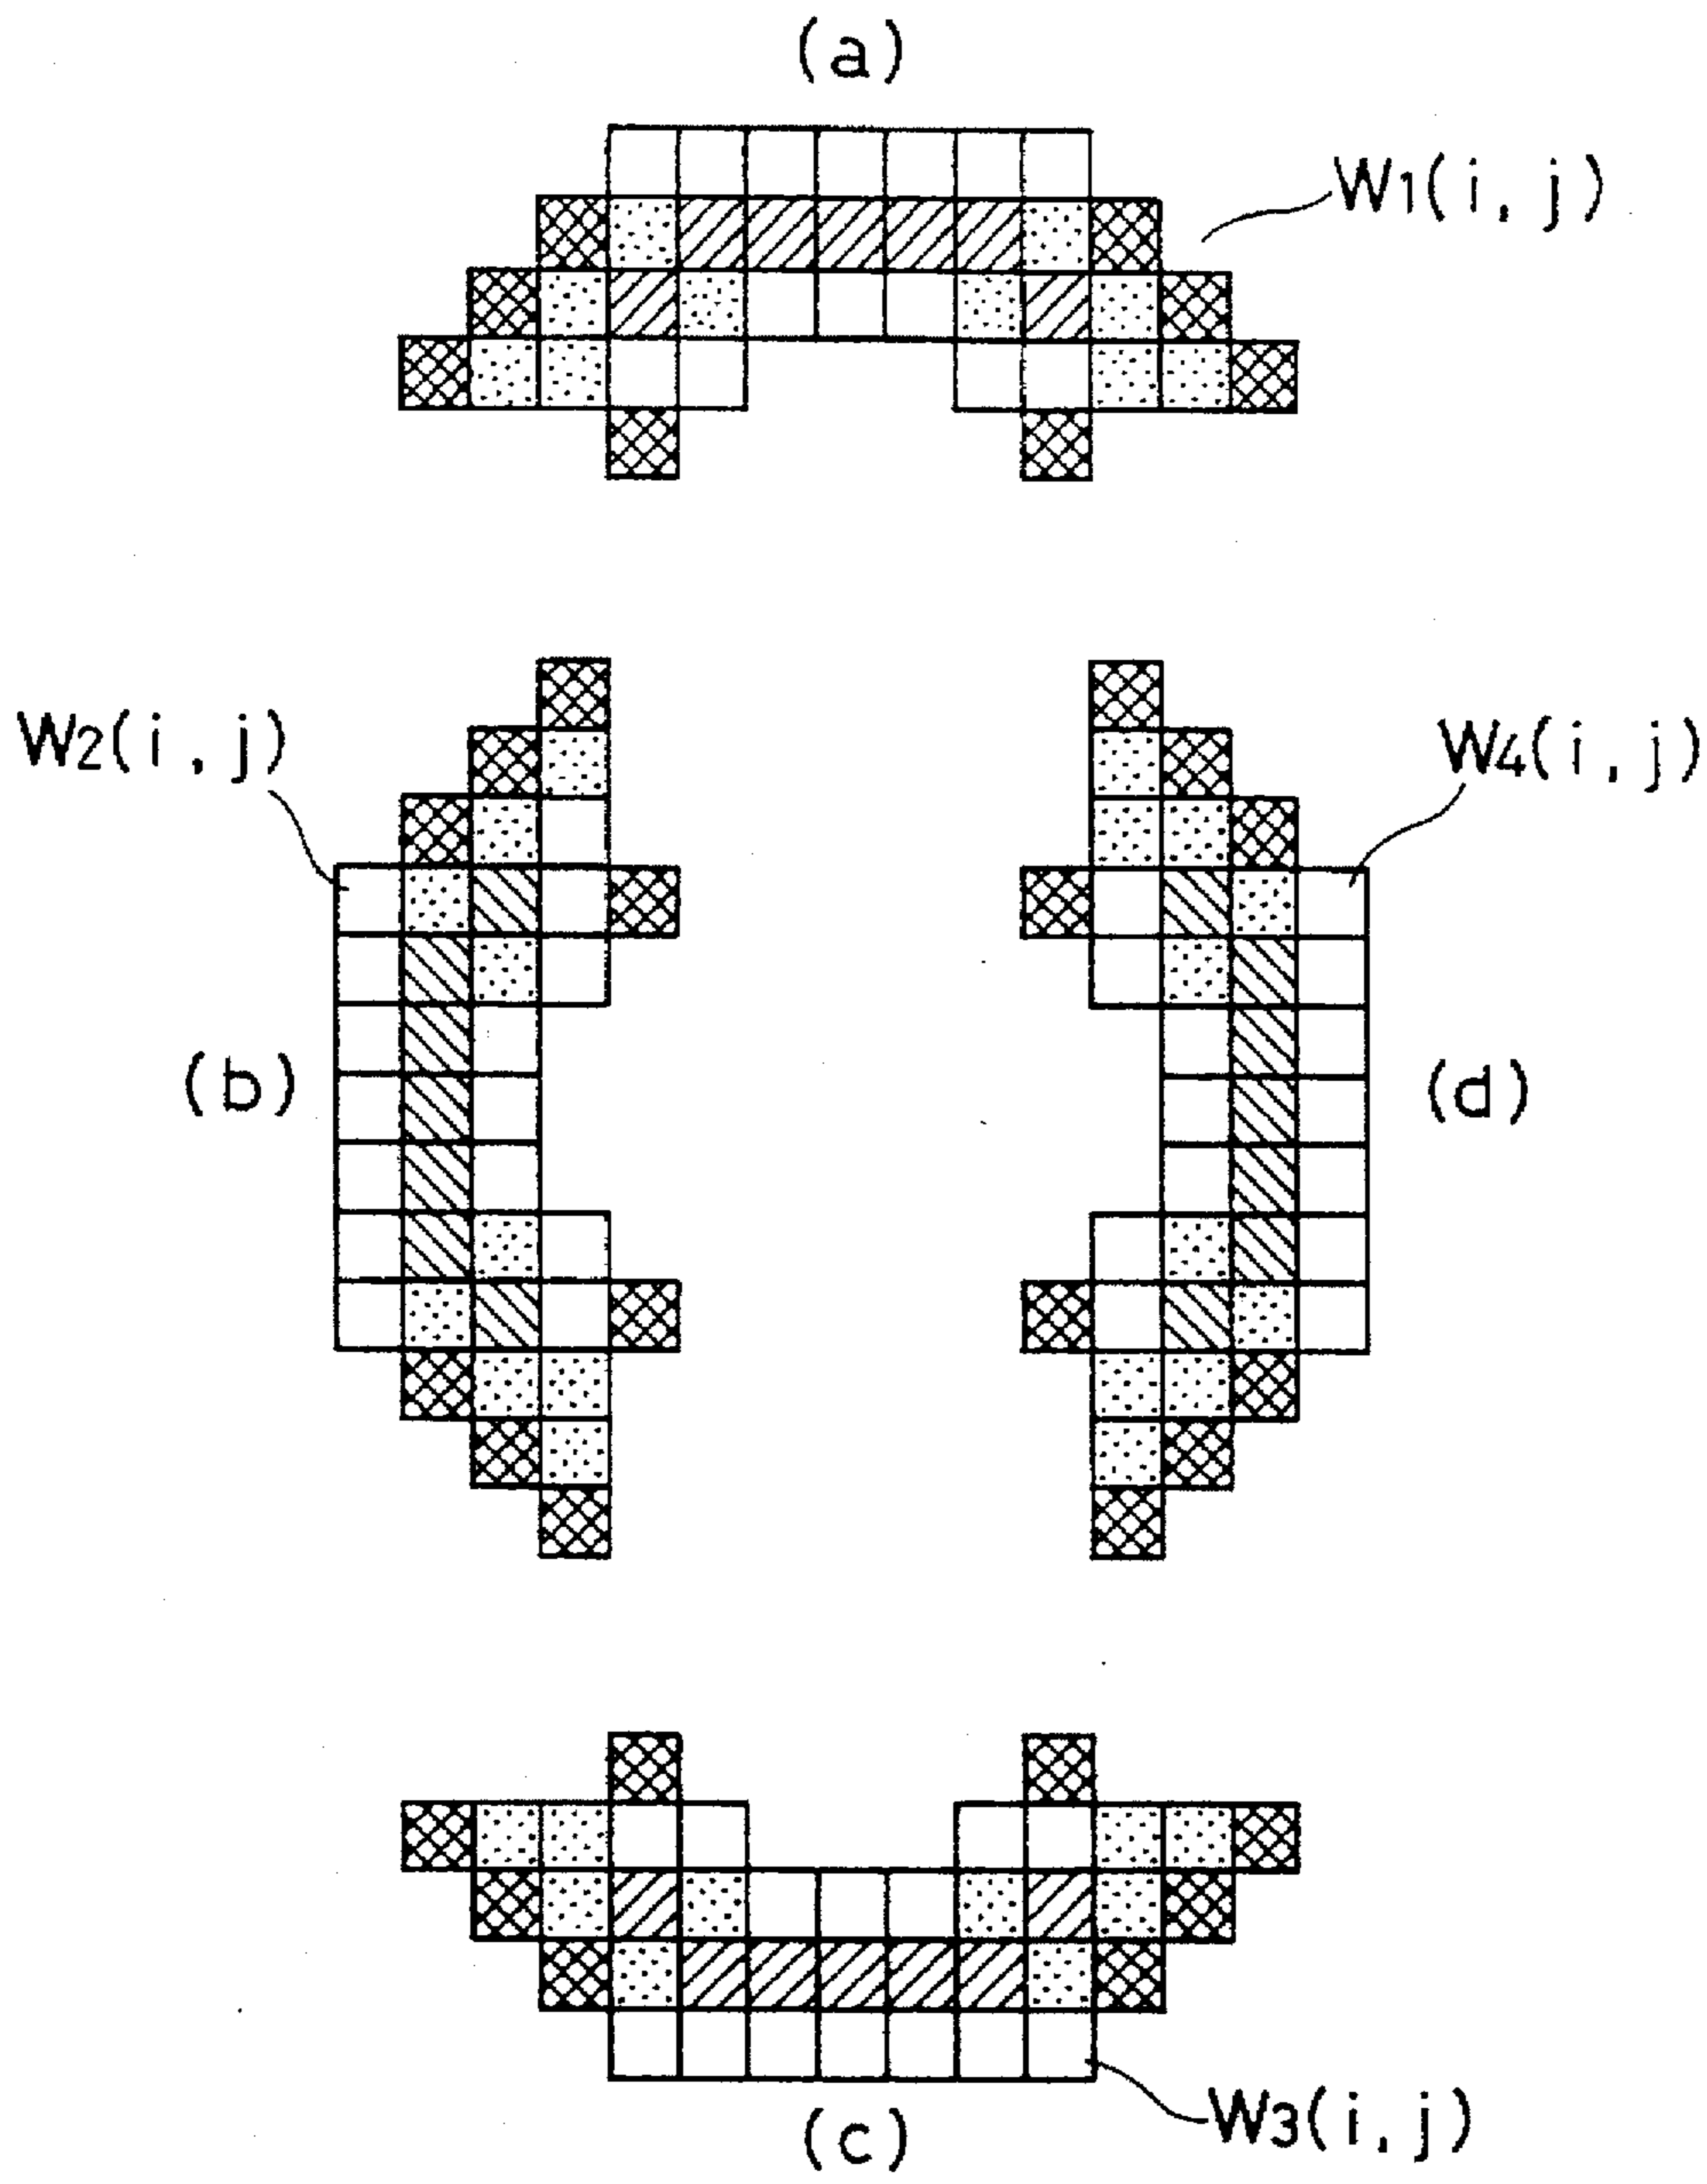 (a)
W1(i, j)
W2(i, j)
W4(i, j)
(b)
(d)
W3(i, j)
(c)